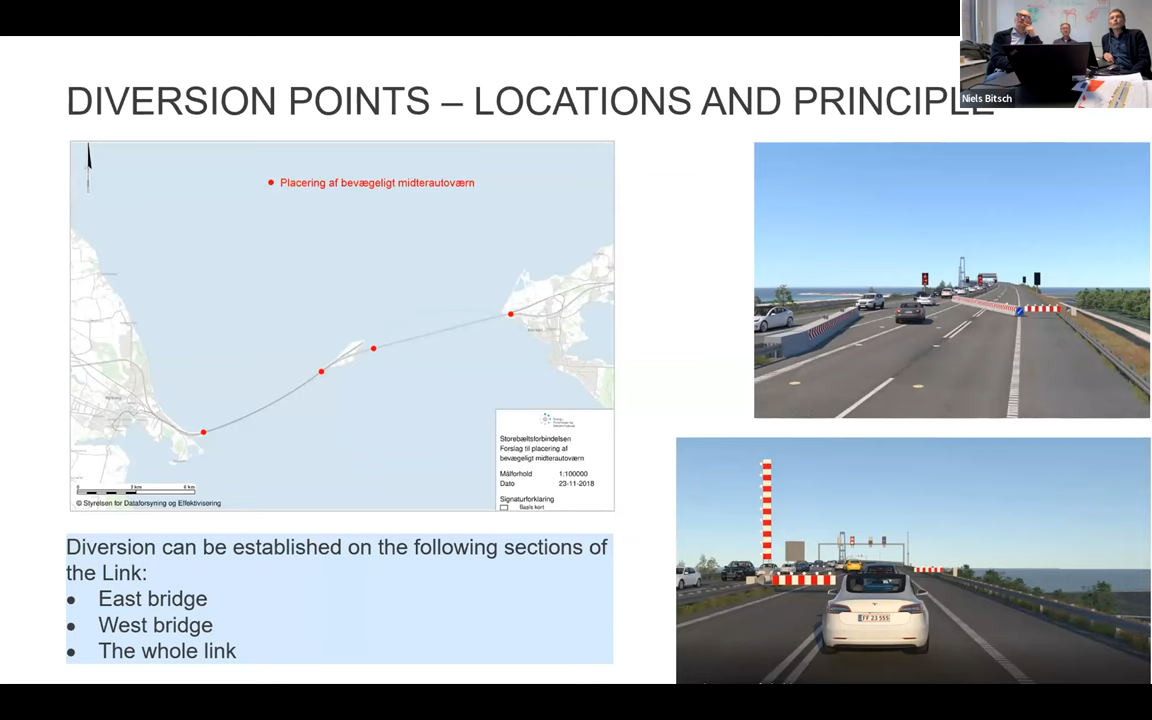 Niels Bitsch
DIVERSION POINTS – LOCATIONS AND PRINCIPLE
Placering af bevægeligt midterautoværn
Storebæltsforbindelsen
Forslag til placering af
bevægeligt midterautoværn
Målforhold 1:100000
Dato 23-11-2018
Signaturforklaring
Basis kort
0 3 km 6 km
© Styrelsen for Dataforsyning og Effektivisering
Diversion can be established on the following sections of
the Link:
• East bridge
• West bridge
• The whole link